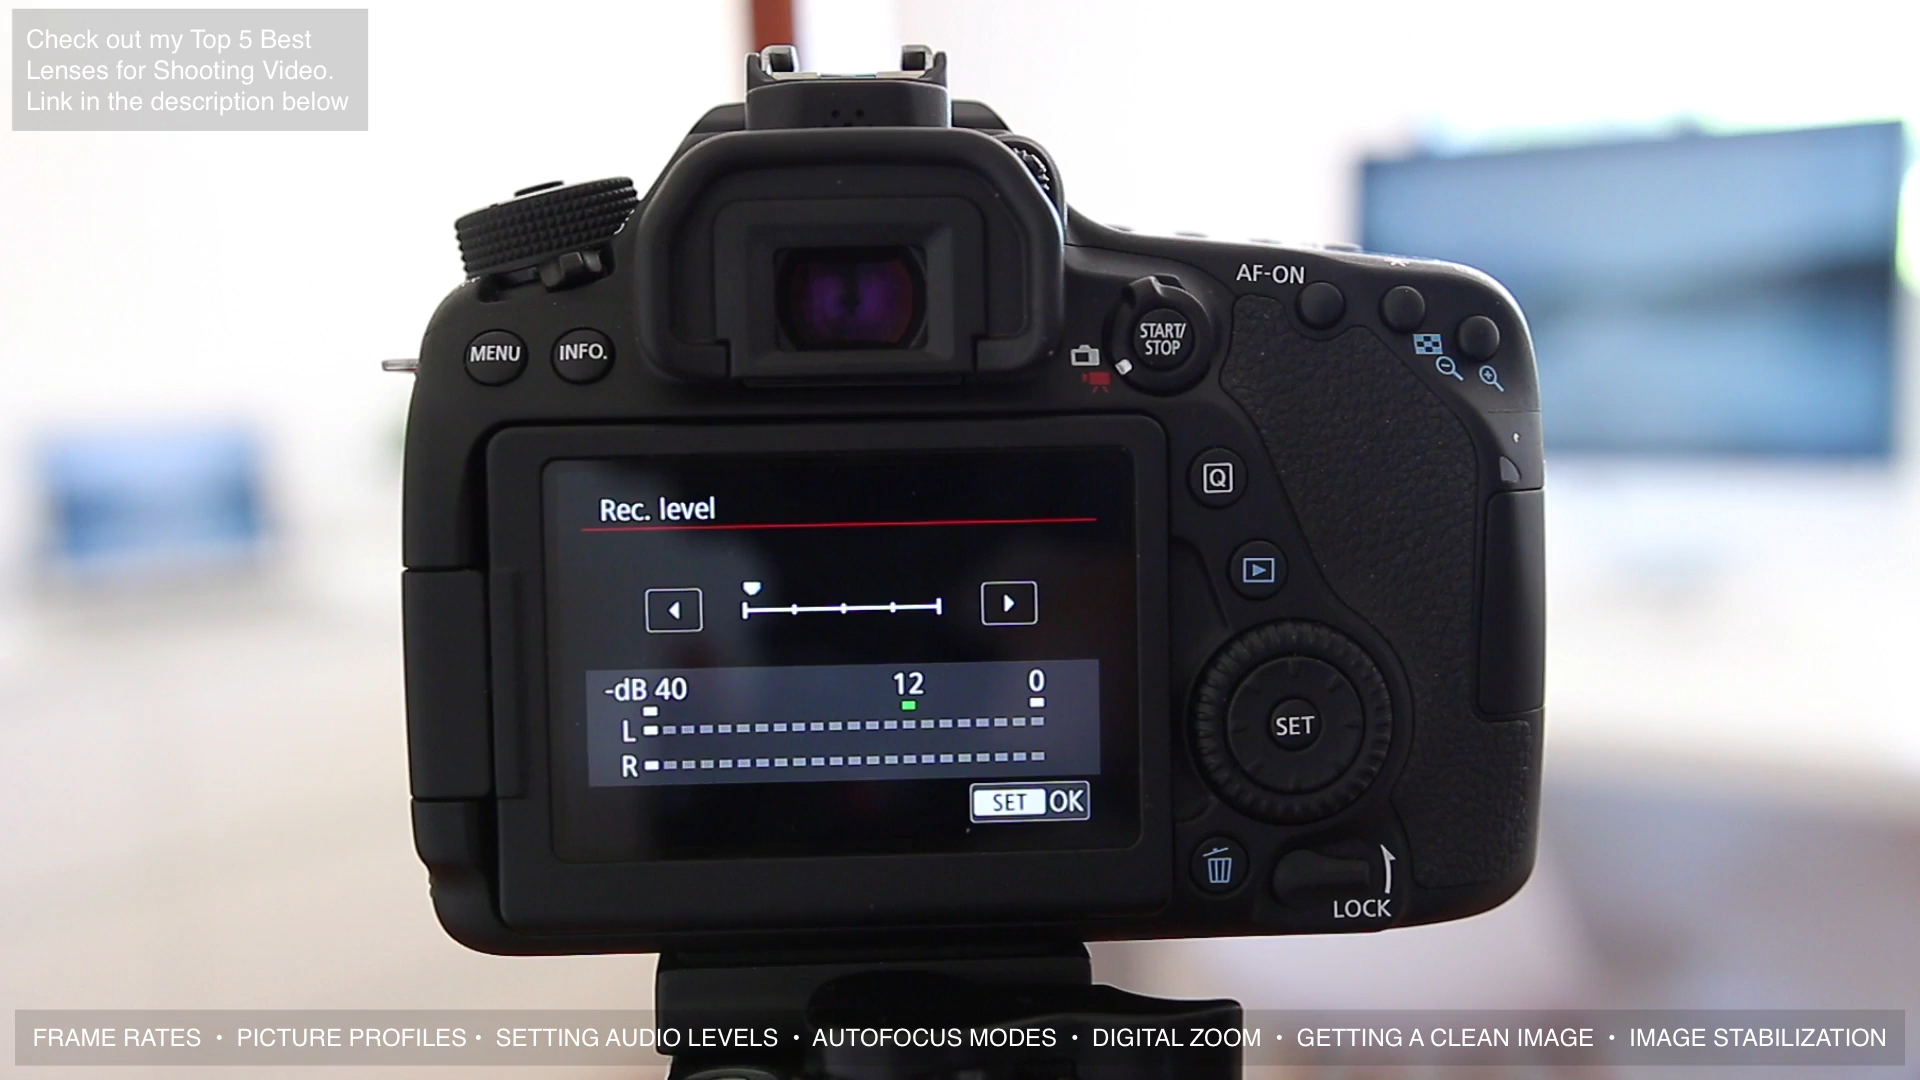 Check out my Top 5 Best
Lenses for Shooting Video.
Link in the description below
AF-ON
MENU
INFO.
START/
STOP
Q
Rec. level
-dB 40 12 0
L
R
SET OK
SET
LOCK
FRAME RATES • PICTURE PROFILES • SETTING AUDIO LEVELS • AUTOFOCUS MODES • DIGITAL ZOOM • GETTING A CLEAN IMAGE • IMAGE STABILIZATION